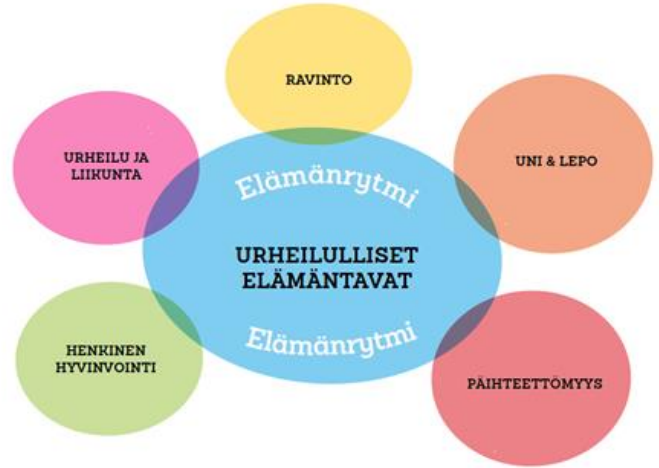 RAVINTO
URHEILU JA
LIIKUNTA
UNI & LEPO
Elämänrytmi
URHEILULLISET
ELÄMÄNTAVAT
Elämänrytmi
HENKINEN
HYVINVOINTI
PÄIHTEETTÖMYYS